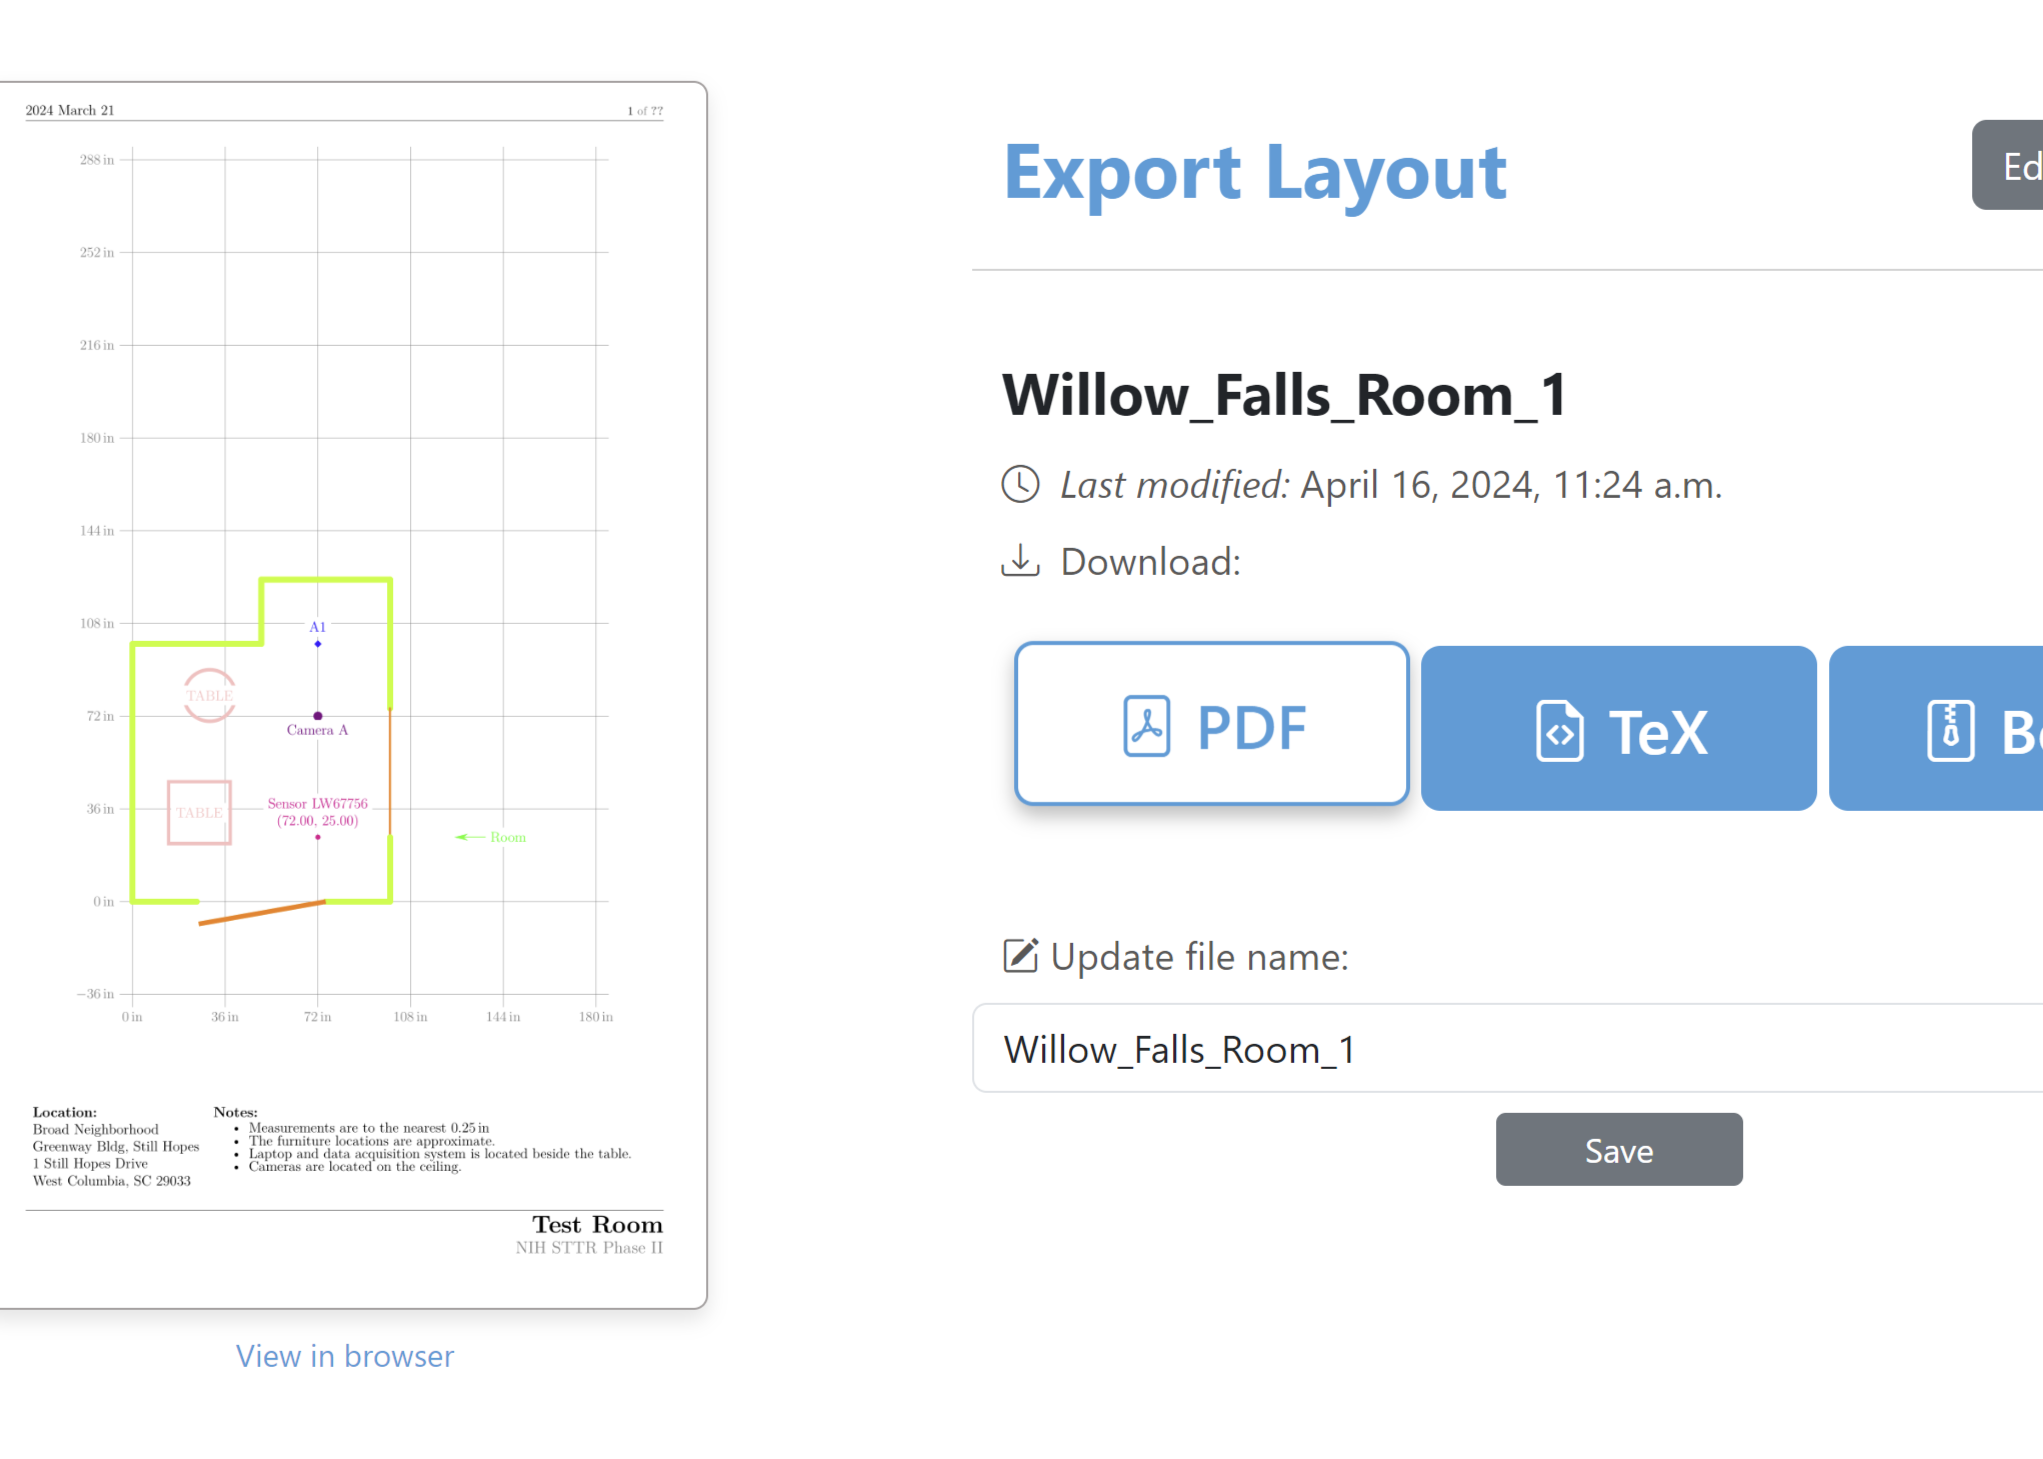 2024 March 21
1 of ??
288 in
252 in
216 in
180 in
144 in
108 in
72 in
36 in
0 in
−36 in
0 in
36 in
72 in
108 in
144 in
180 in
A1
TABLE
Camera A
TABLE
Sensor LW67756
(72.00, 25.00)
Room
Location:
Broad Neighborhood
Greenway Bldg, Still Hopes
1 Still Hopes Drive
West Columbia, SC 29033
Notes:
• Measurements are to the nearest 0.25 in
• The furniture locations are approximate.
• Laptop and data acquisition system is located beside the table.
• Cameras are located on the ceiling.
Test Room
NIH STTR Phase II
View in browser
Export Layout
Ed
Willow_Falls_Room_1
Last modified: April 16, 2024, 11:24 a.m.
Download:
PDF
TeX
Update file name:
Willow_Falls_Room_1
Save